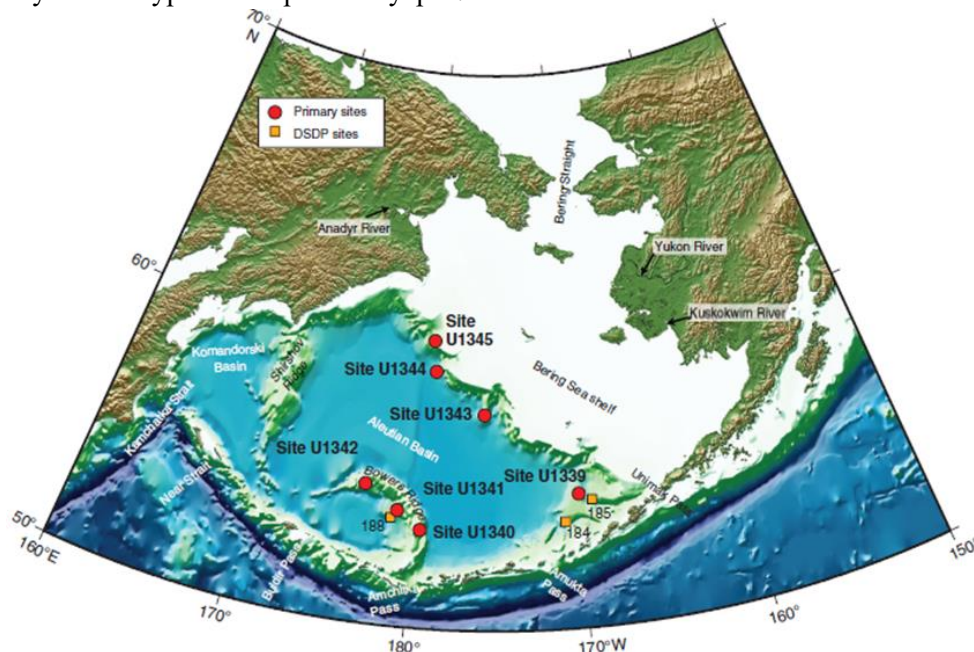 70°
N
Primary sites
DSDP sites
Bering Straight
Anadyr River
Yukon River
60°
Kuskokwim River
Site
U1345
Komandorski
Basin
Shirshov
Ridge
Site U1344
Bering Sea shelf
Kamchatka Strait
Site U1343
Aleutian Basin
Site U1342
Site U1339
Near Strait
Bowers Ridge
Site U1341
Unimak Pass
185
188
184
Site U1340
50°
160°E
150°
Buldir Pass
Amchitka
Pass
Amukta
Pass
170°
160°
180°
170°W